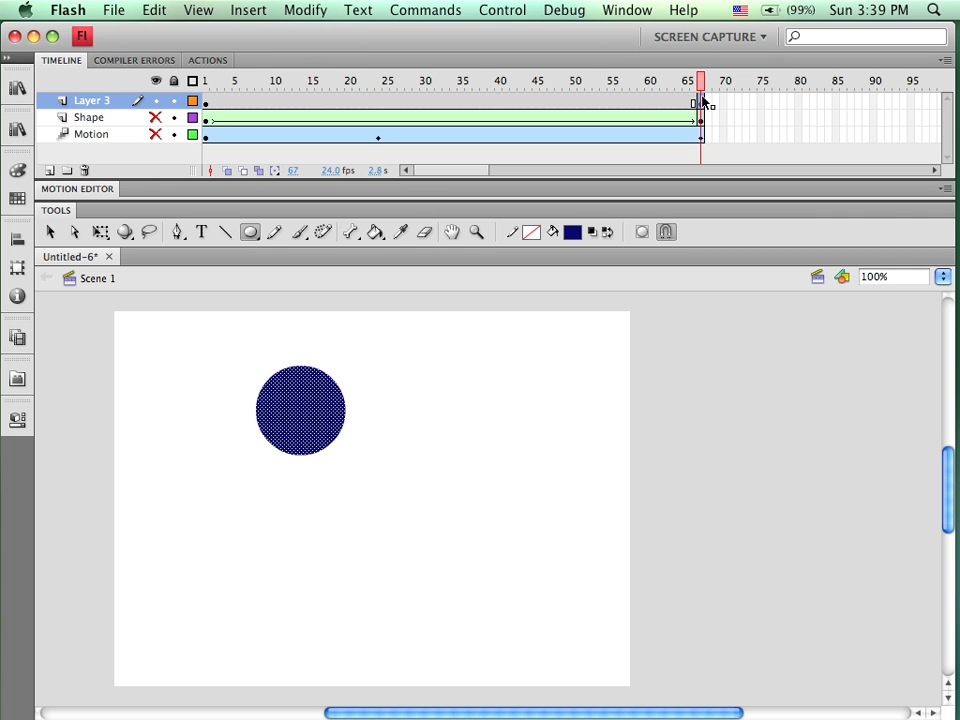 Flash File Edit View Insert Modify Text Commands Control Debug Window Help (99%) Sun 3:39 PM
Fl SCREEN CAPTURE
TIMELINE COMPILER ERRORS ACTIONS
1 5 10 15 20 25 30 35 40 45 50 55 60 65 70 75 80 85 90 95
Layer 3
Shape
Motion
67 24.0 fps 2.8 s
MOTION EDITOR
TOOLS
T
Untitled-6*
Scene 1 100%